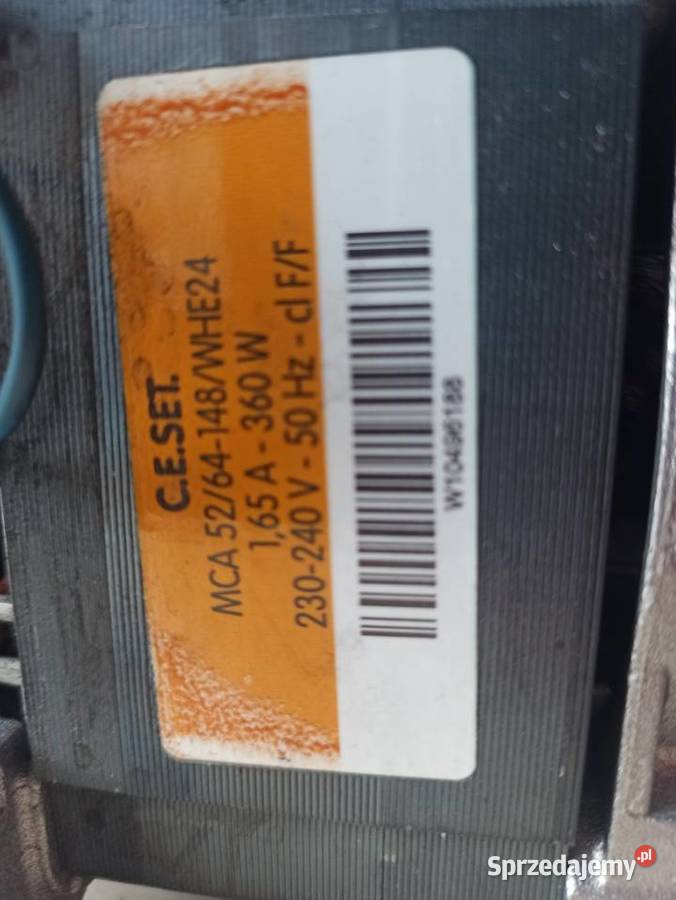 C.E.SET.
MCA 52/64-148/WHE24
1,65 A - 360 W
230-240 V - 50 Hz - cl F/F
W10496188
Sprzedajemy.pl